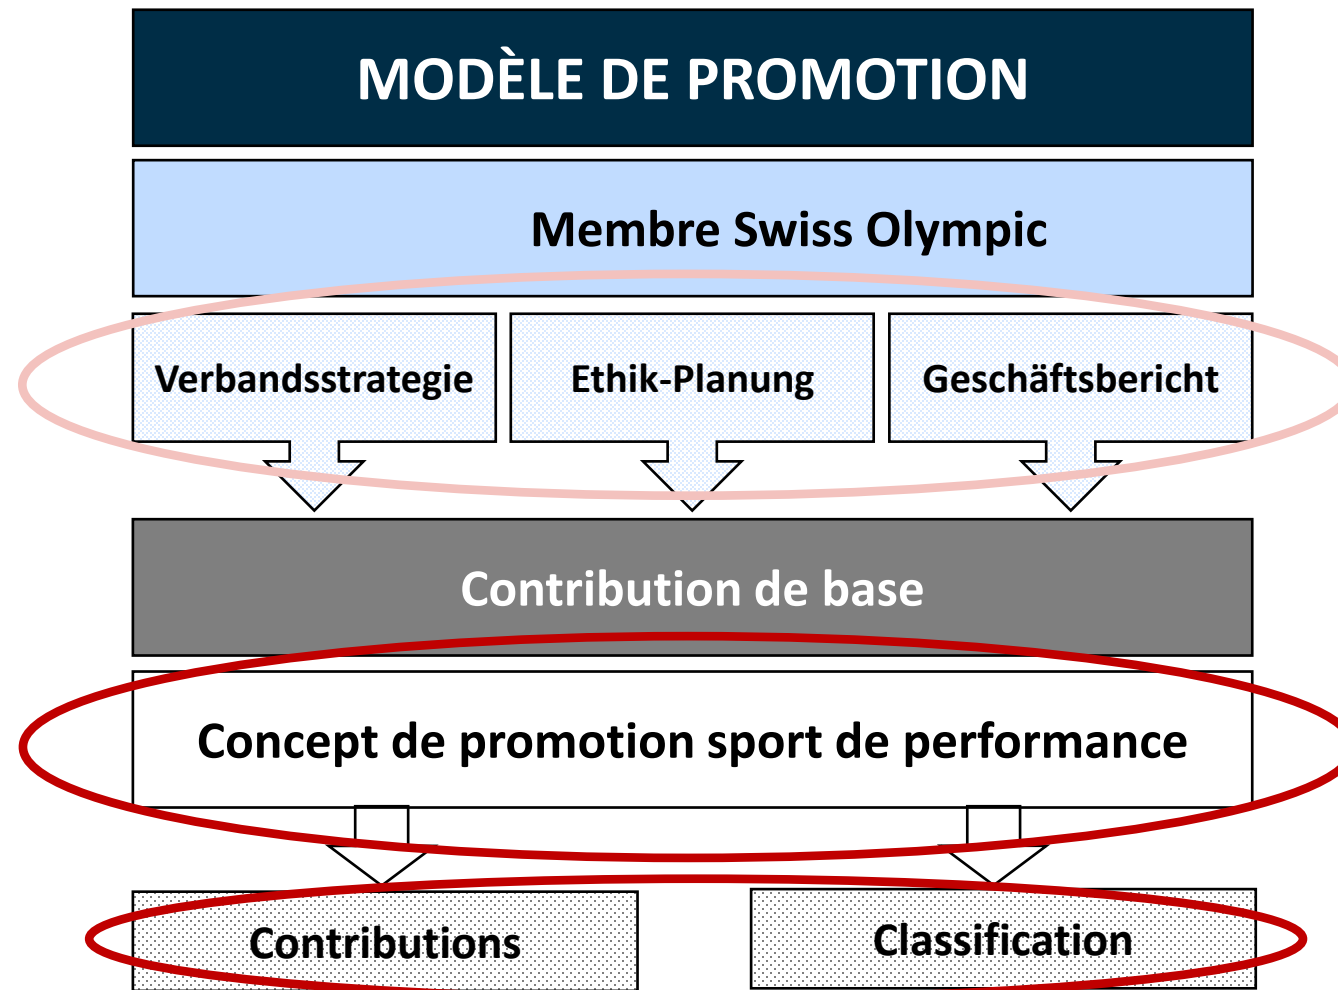 MODÈLE DE PROMOTION
Membre Swiss Olympic
Verbandsstrategie
Ethik-Planung
Geschäftsbericht
Contribution de base
Concept de promotion sport de performance
Contributions
Classification